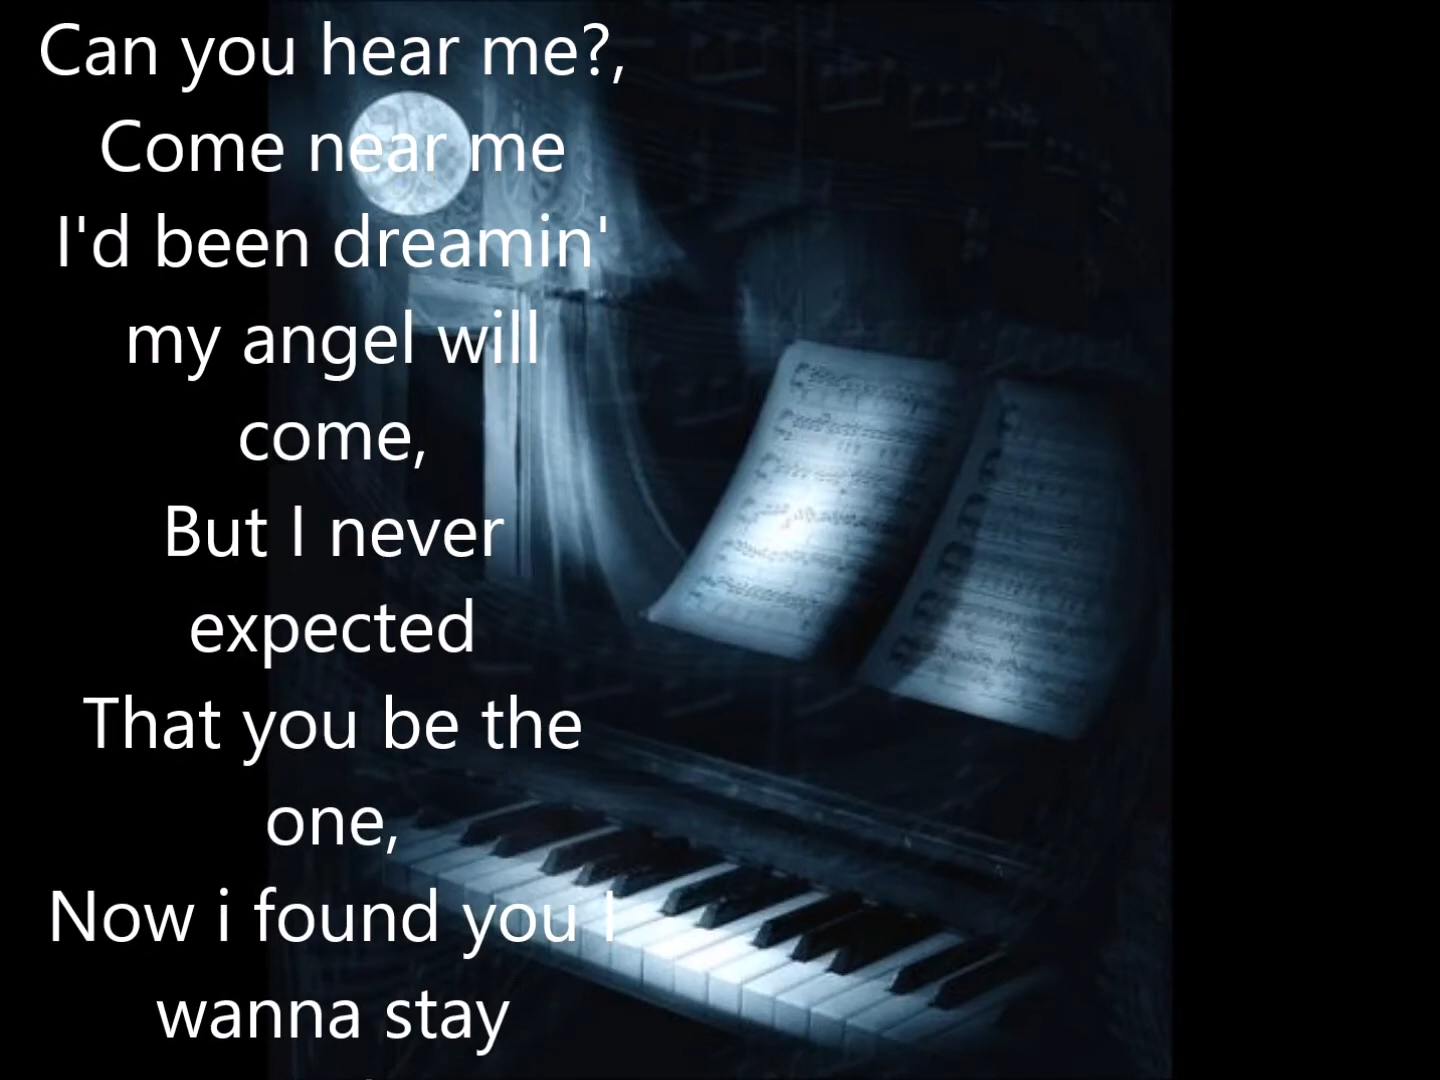 Can you hear me?,
Come near me
I'd been dreamin'
my angel will
come,
But I never
expected
That you be the
one,
Now i found you I
wanna stay